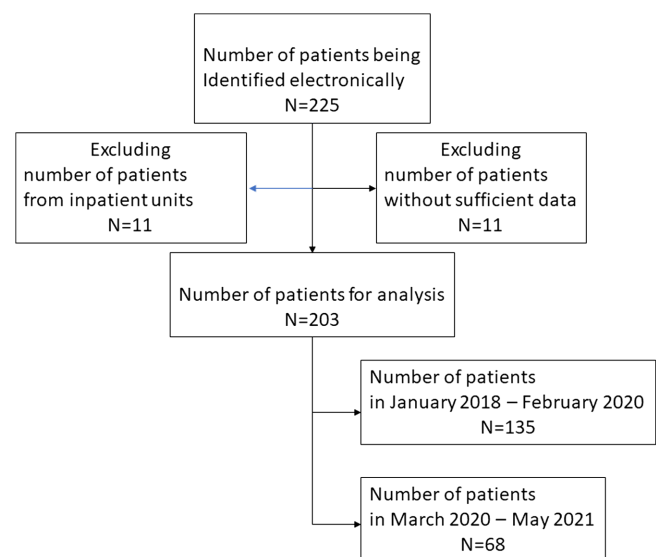 Number of patients being
Identified electronically
N=225
Excluding
number of patients
from inpatient units
N=11
Excluding
number of patients
without sufficient data
N=11
Number of patients for analysis
N=203
Number of patients
in January 2018 – February 2020
N=135
Number of patients
in March 2020 – May 2021
N=68